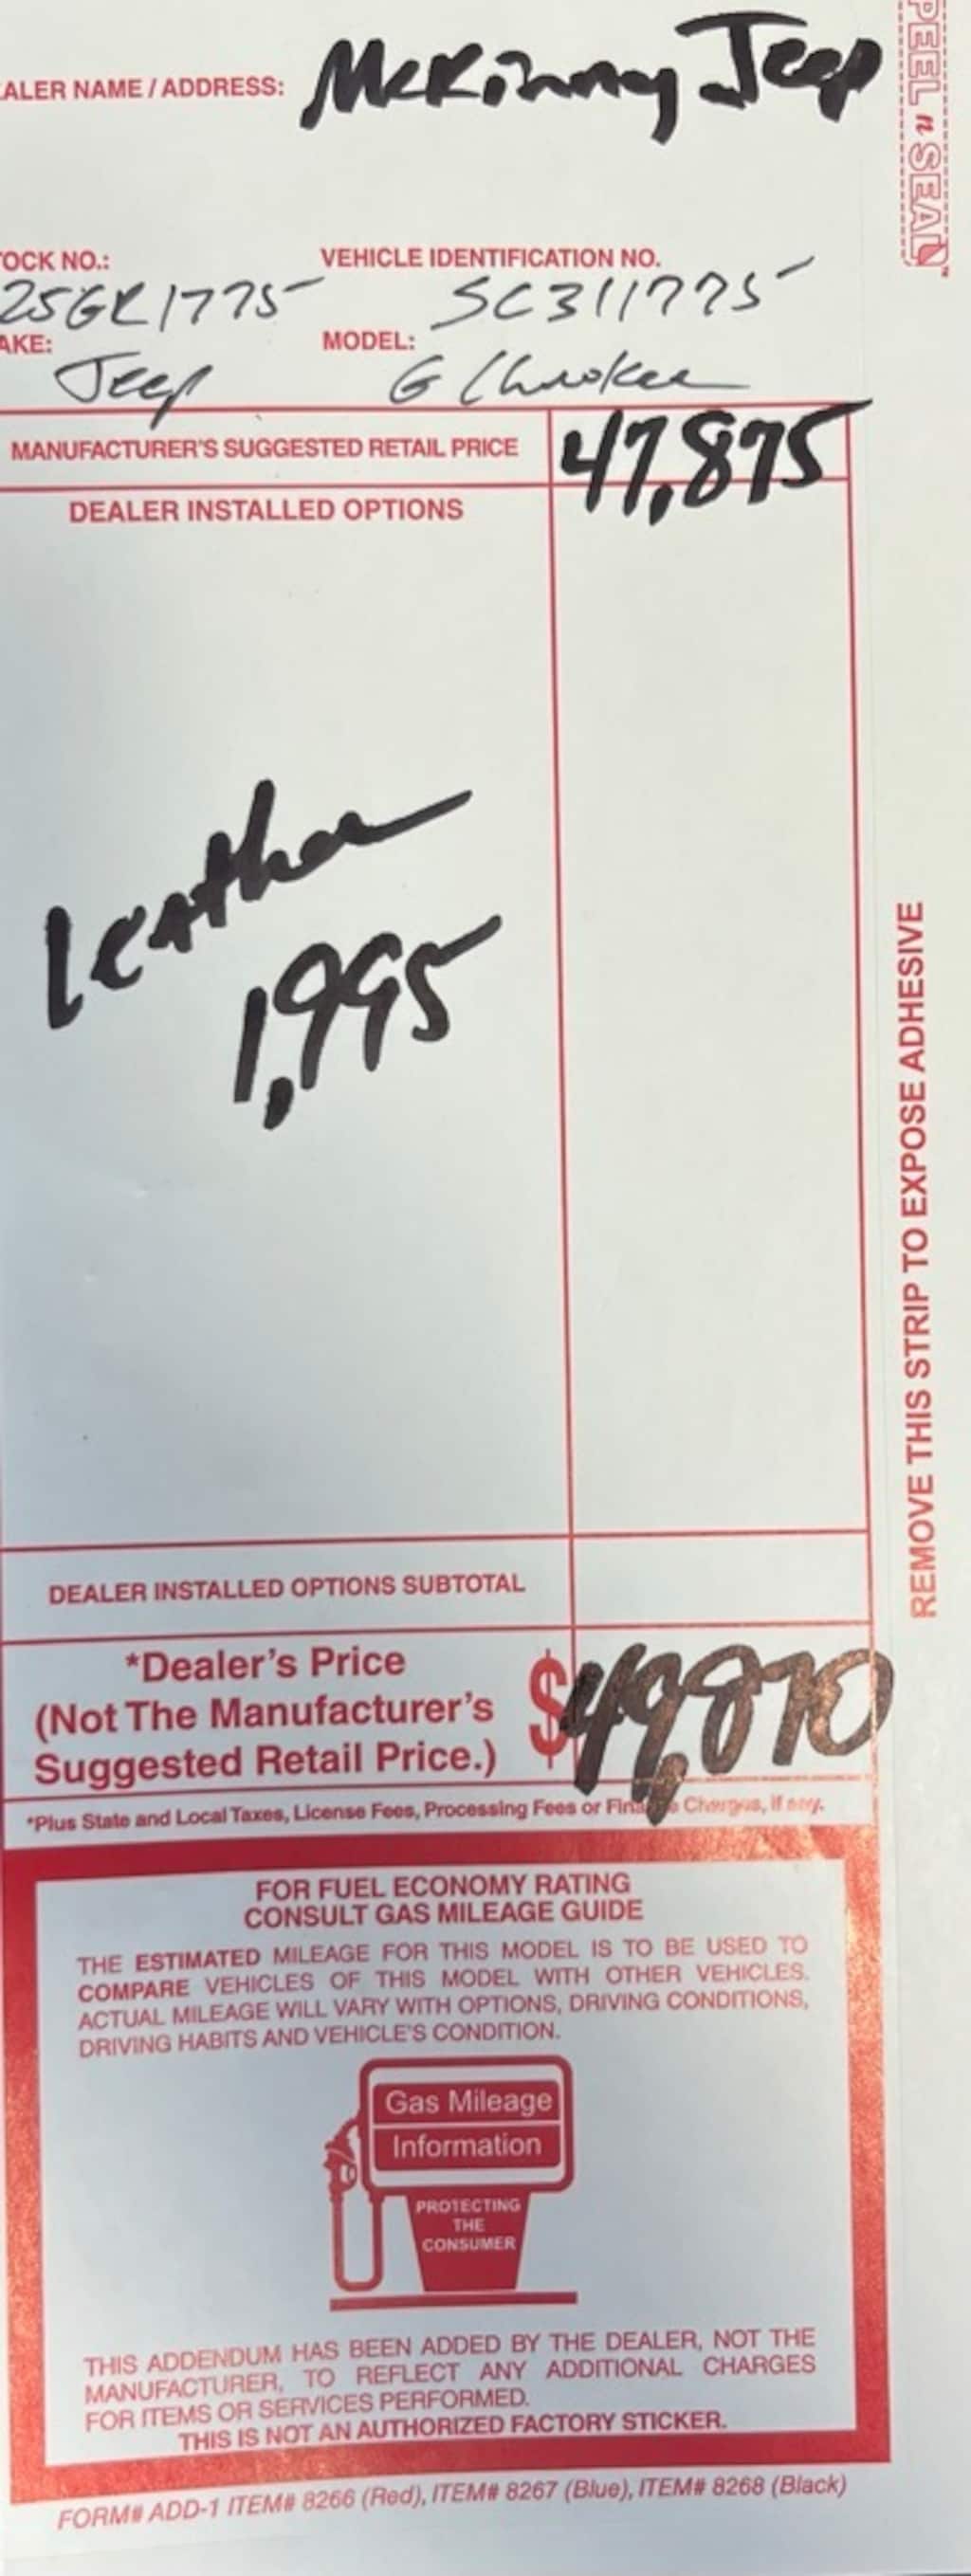 ALER NAME / ADDRESS: McKinney Jeep
PEEL n SEAL™
OCK NO.: VEHICLE IDENTIFICATION NO.
25GR1775 SC311775
AKE: MODEL:
Jeep G Cherokee
MANUFACTURER'S SUGGESTED RETAIL PRICE 47,875
DEALER INSTALLED OPTIONS
Leather
1,995
REMOVE THIS STRIP TO EXPOSE ADHESIVE
DEALER INSTALLED OPTIONS SUBTOTAL
*Dealer's Price
(Not The Manufacturer's
Suggested Retail Price.) $49,870
*Plus State and Local Taxes, License Fees, Processing Fees or Finance Charges, if any.
FOR FUEL ECONOMY RATING
CONSULT GAS MILEAGE GUIDE
THE ESTIMATED MILEAGE FOR THIS MODEL IS TO BE USED TO
COMPARE VEHICLES OF THIS MODEL WITH OTHER VEHICLES.
ACTUAL MILEAGE WILL VARY WITH OPTIONS, DRIVING CONDITIONS,
DRIVING HABITS AND VEHICLE'S CONDITION.
Gas Mileage
Information
PROTECTING
THE
CONSUMER
THIS ADDENDUM HAS BEEN ADDED BY THE DEALER, NOT THE
MANUFACTURER, TO REFLECT ANY ADDITIONAL CHARGES
FOR ITEMS OR SERVICES PERFORMED.
THIS IS NOT AN AUTHORIZED FACTORY STICKER.
FORM# ADD-1 ITEM# 8266 (Red), ITEM# 8267 (Blue), ITEM# 8268 (Black)